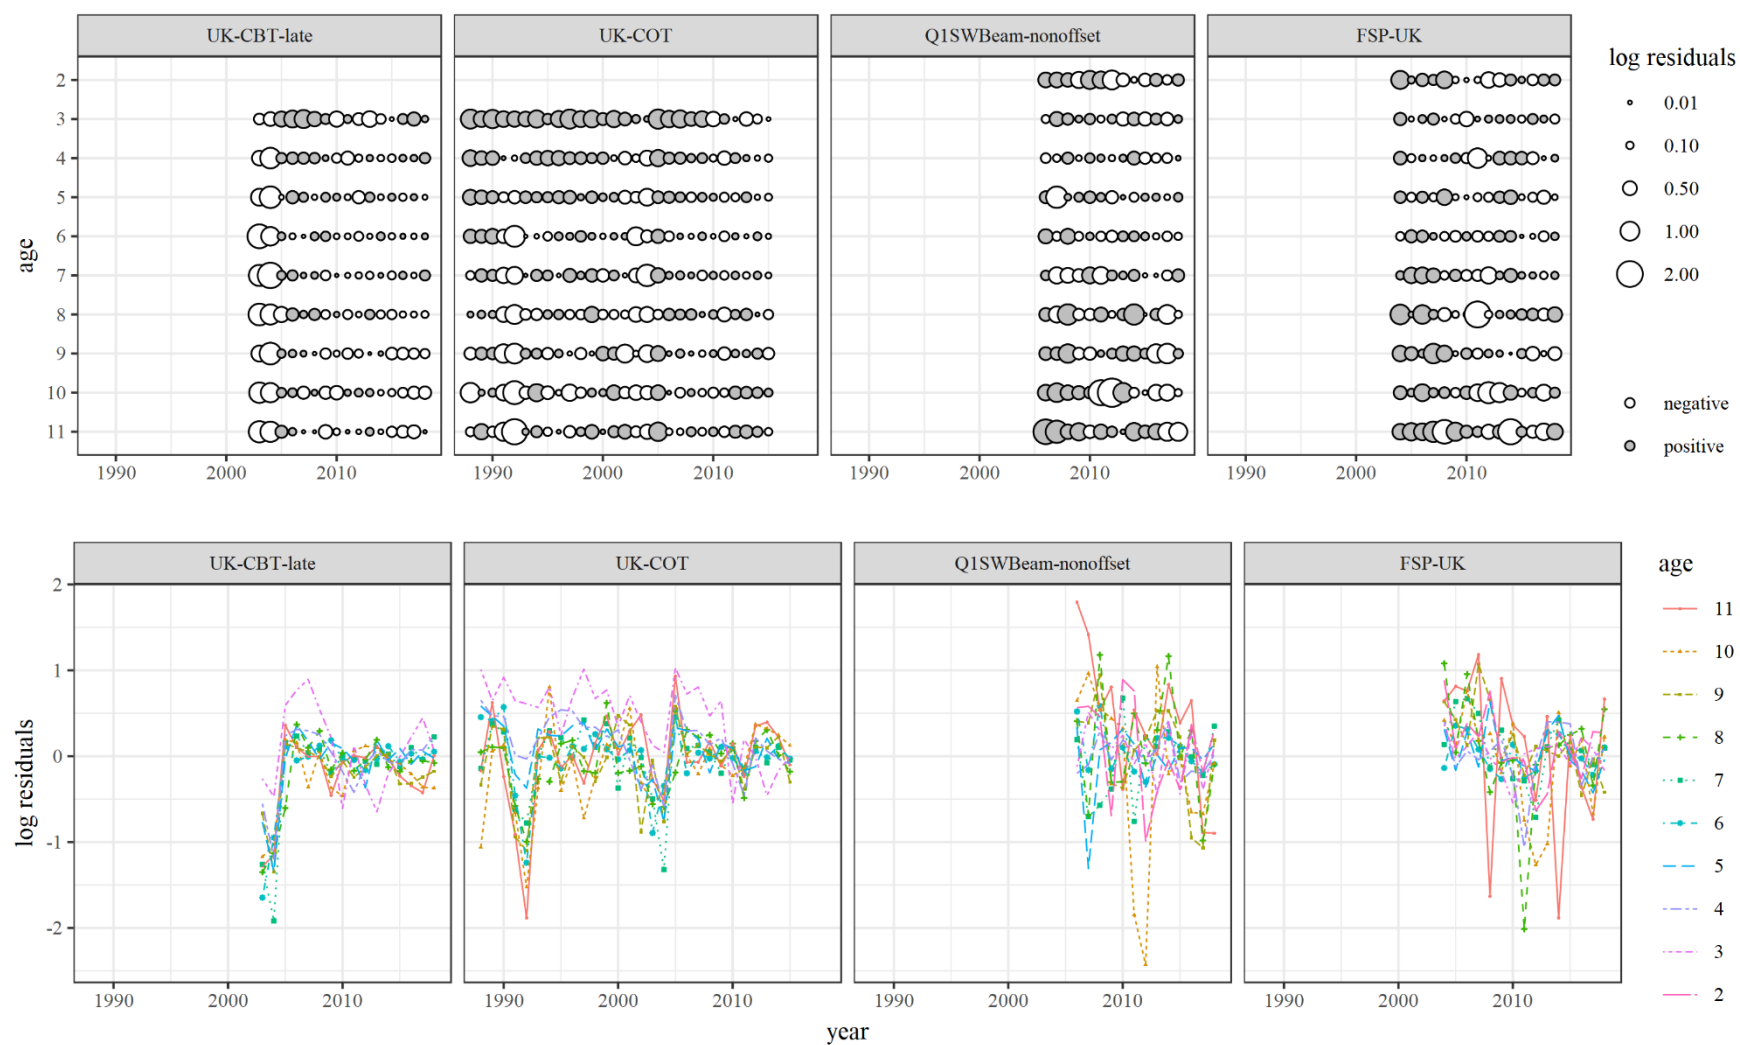 UK-CBT-late UK-COT Q1SWBeam-nonoffset FSP-UK
log residuals
0.01
0.10
0.50
1.00
2.00
negative
positive
age
2
3
4
5
6
7
8
9
10
11
1990 2000 2010 1990 2000 2010 1990 2000 2010 1990 2000 2010
UK-CBT-late UK-COT Q1SWBeam-nonoffset FSP-UK
age
11
10
9
8
7
6
5
4
3
2
log residuals
2
1
0
-1
-2
1990 2000 2010 1990 2000 2010 1990 2000 2010 1990 2000 2010
year